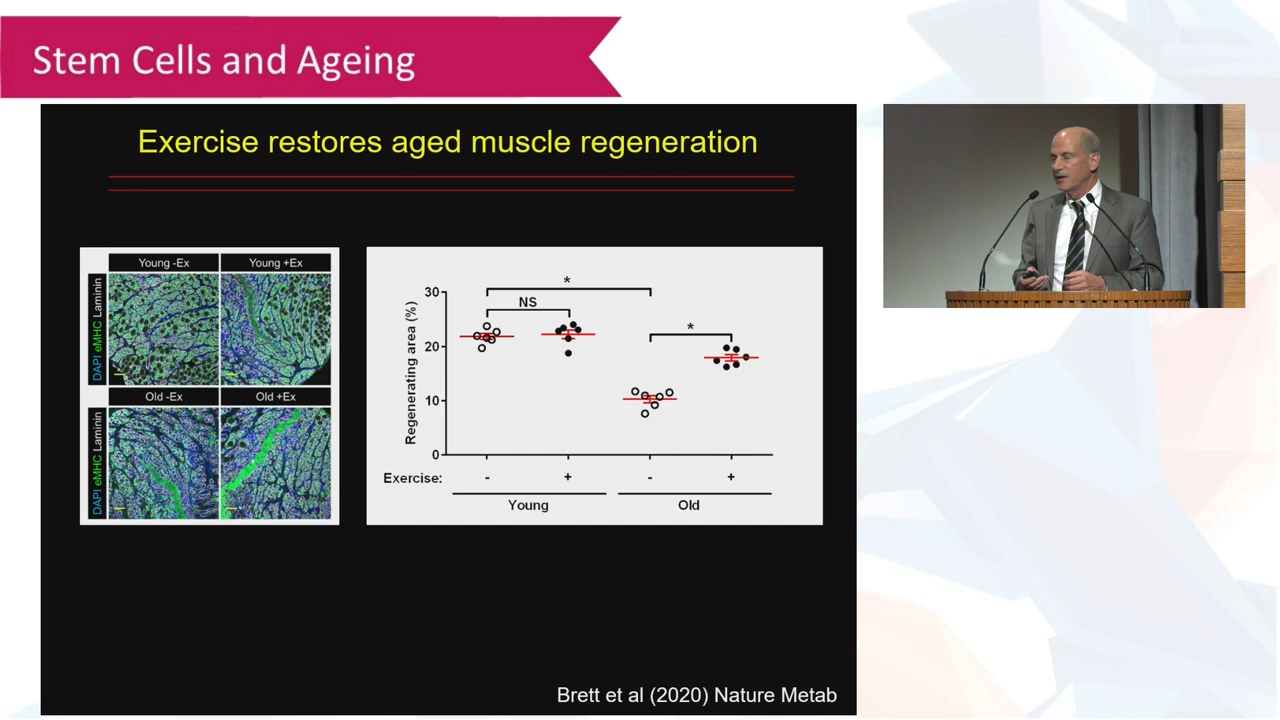 Stem Cells and Ageing
Exercise restores aged muscle regeneration
Young -Ex
Young +Ex
DAPI eMHC Laminin
Old -Ex
Old +Ex
DAPI eMHC Laminin
*
NS
*
Regenerating area (%)
30
20
10
0
Exercise: - + - +
Young
Old
Brett et al (2020) Nature Metab